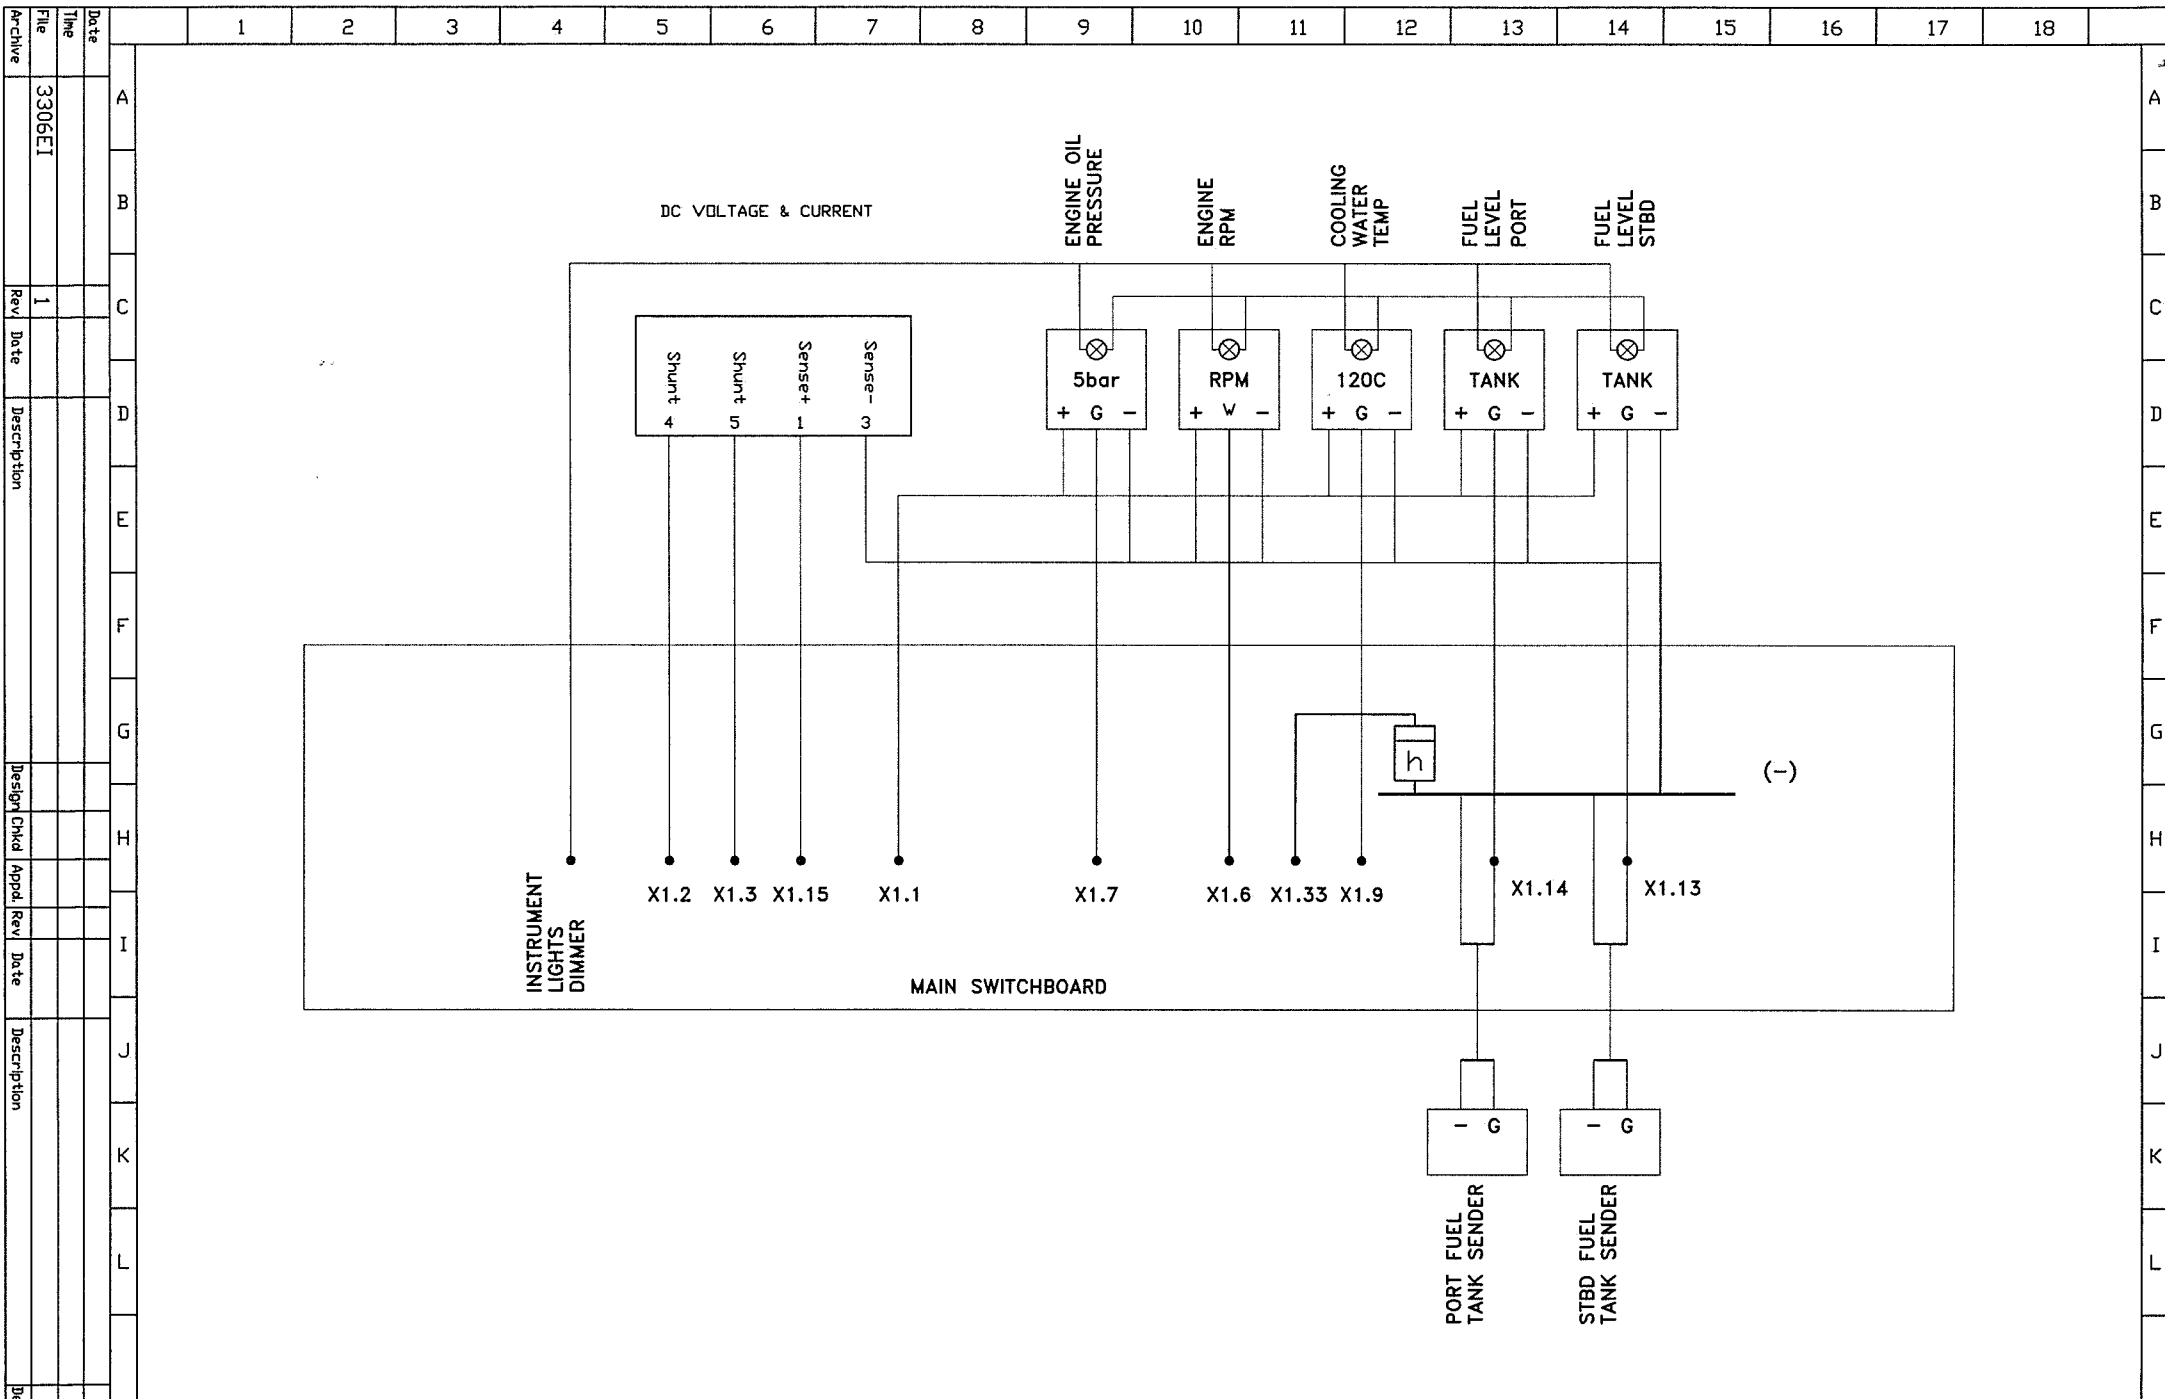 1 2 3 4 5 6 7 8 9 10 11 12 13 14 15 16 17 18
Date
Time
File 3306EI 1
Archive Rev Date Description Design Chkd Appd. Rev Date Description
A
B
C
D
E
F
G
H
I
J
K
L
A
B
C
D
E
F
G
H
I
J
K
L
DC VOLTAGE & CURRENT
ENGINE OIL
PRESSURE
ENGINE
RPM
COOLING
WATER
TEMP
FUEL
LEVEL
PORT
FUEL
LEVEL
STBD
Shunt
4
Shunt
5
Sense+
1
Sense-
3
5bar
+ G -
RPM
+ W -
120C
+ G -
TANK
+ G -
TANK
+ G -
h
(-)
INSTRUMENT
LIGHTS
DIMMER
X1.2 X1.3 X1.15 X1.1 X1.7 X1.6 X1.33 X1.9 X1.14 X1.13
MAIN SWITCHBOARD
- G
- G
PORT FUEL
TANK SENDER
STBD FUEL
TANK SENDER